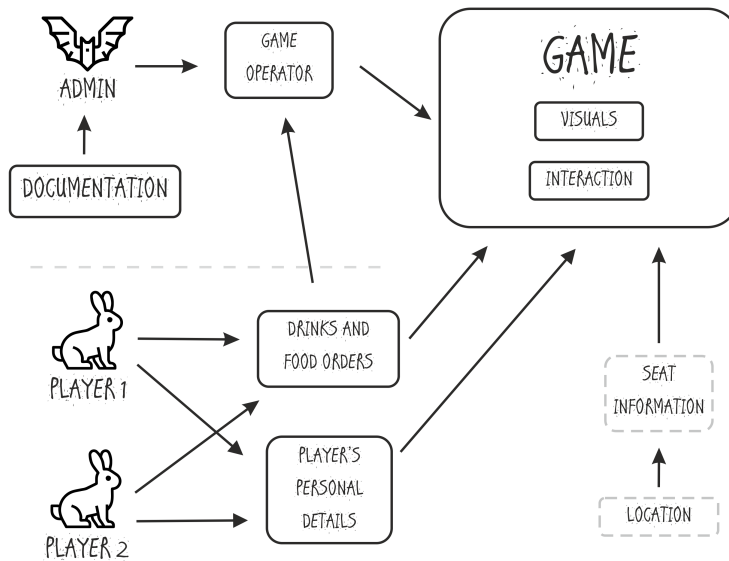 ADMIN
GAME
OPERATOR
GAME
VISUALS
INTERACTION
DOCUMENTATION
PLAYER 1
DRINKS AND
FOOD ORDERS
SEAT
INFORMATION
PLAYER 2
PLAYER'S
PERSONAL
DETAILS
LOCATION